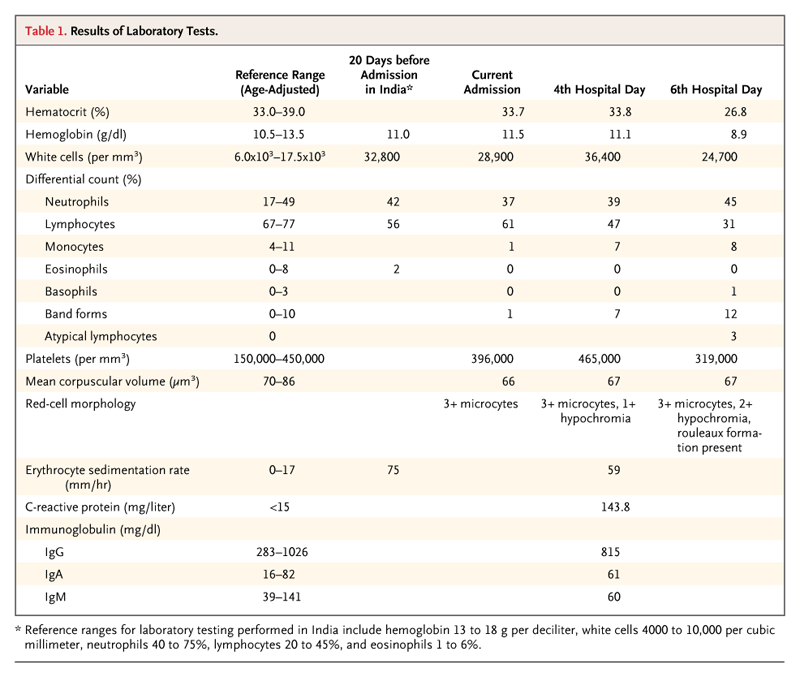 Table 1. Results of Laboratory Tests.
Variable Reference Range (Age-Adjusted) 20 Days before Admission in India* Current Admission 4th Hospital Day 6th Hospital Day
Hematocrit (%) 33.0–39.0 33.7 33.8 26.8
Hemoglobin (g/dl) 10.5–13.5 11.0 11.5 11.1 8.9
White cells (per mm³) 6.0x10³–17.5x10³ 32,800 28,900 36,400 24,700
Differential count (%)
Neutrophils 17–49 42 37 39 45
Lymphocytes 67–77 56 61 47 31
Monocytes 4–11 1 7 8
Eosinophils 0–8 2 0 0 0
Basophils 0–3 0 0 1
Band forms 0–10 1 7 12
Atypical lymphocytes 0 3
Platelets (per mm³) 150,000–450,000 396,000 465,000 319,000
Mean corpuscular volume (μm³) 70–86 66 67 67
Red-cell morphology 3+ microcytes 3+ microcytes, 1+ hypochromia 3+ microcytes, 2+ hypochromia, rouleaux forma-tion present
Erythrocyte sedimentation rate (mm/hr) 0–17 75 59
C-reactive protein (mg/liter) <15 143.8
Immunoglobulin (mg/dl)
IgG 283–1026 815
IgA 16–82 61
IgM 39–141 60
* Reference ranges for laboratory testing performed in India include hemoglobin 13 to 18 g per deciliter, white cells 4000 to 10,000 per cubic
millimeter, neutrophils 40 to 75%, lymphocytes 20 to 45%, and eosinophils 1 to 6%.